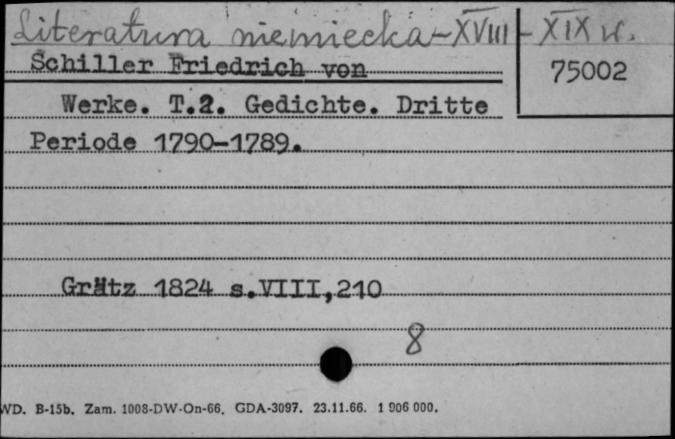 Literatura niemiecka - XVIII - XIX w.
Schiller Friedrich von
75002
Werke. T.2. Gedichte. Dritte
Periode 1790-1789.
Grätz 1824 s.VIII,210
8
WD. B-15b. Zam. 1008-DW-On-66. GDA-3097. 23.11.66. 1 906 000.